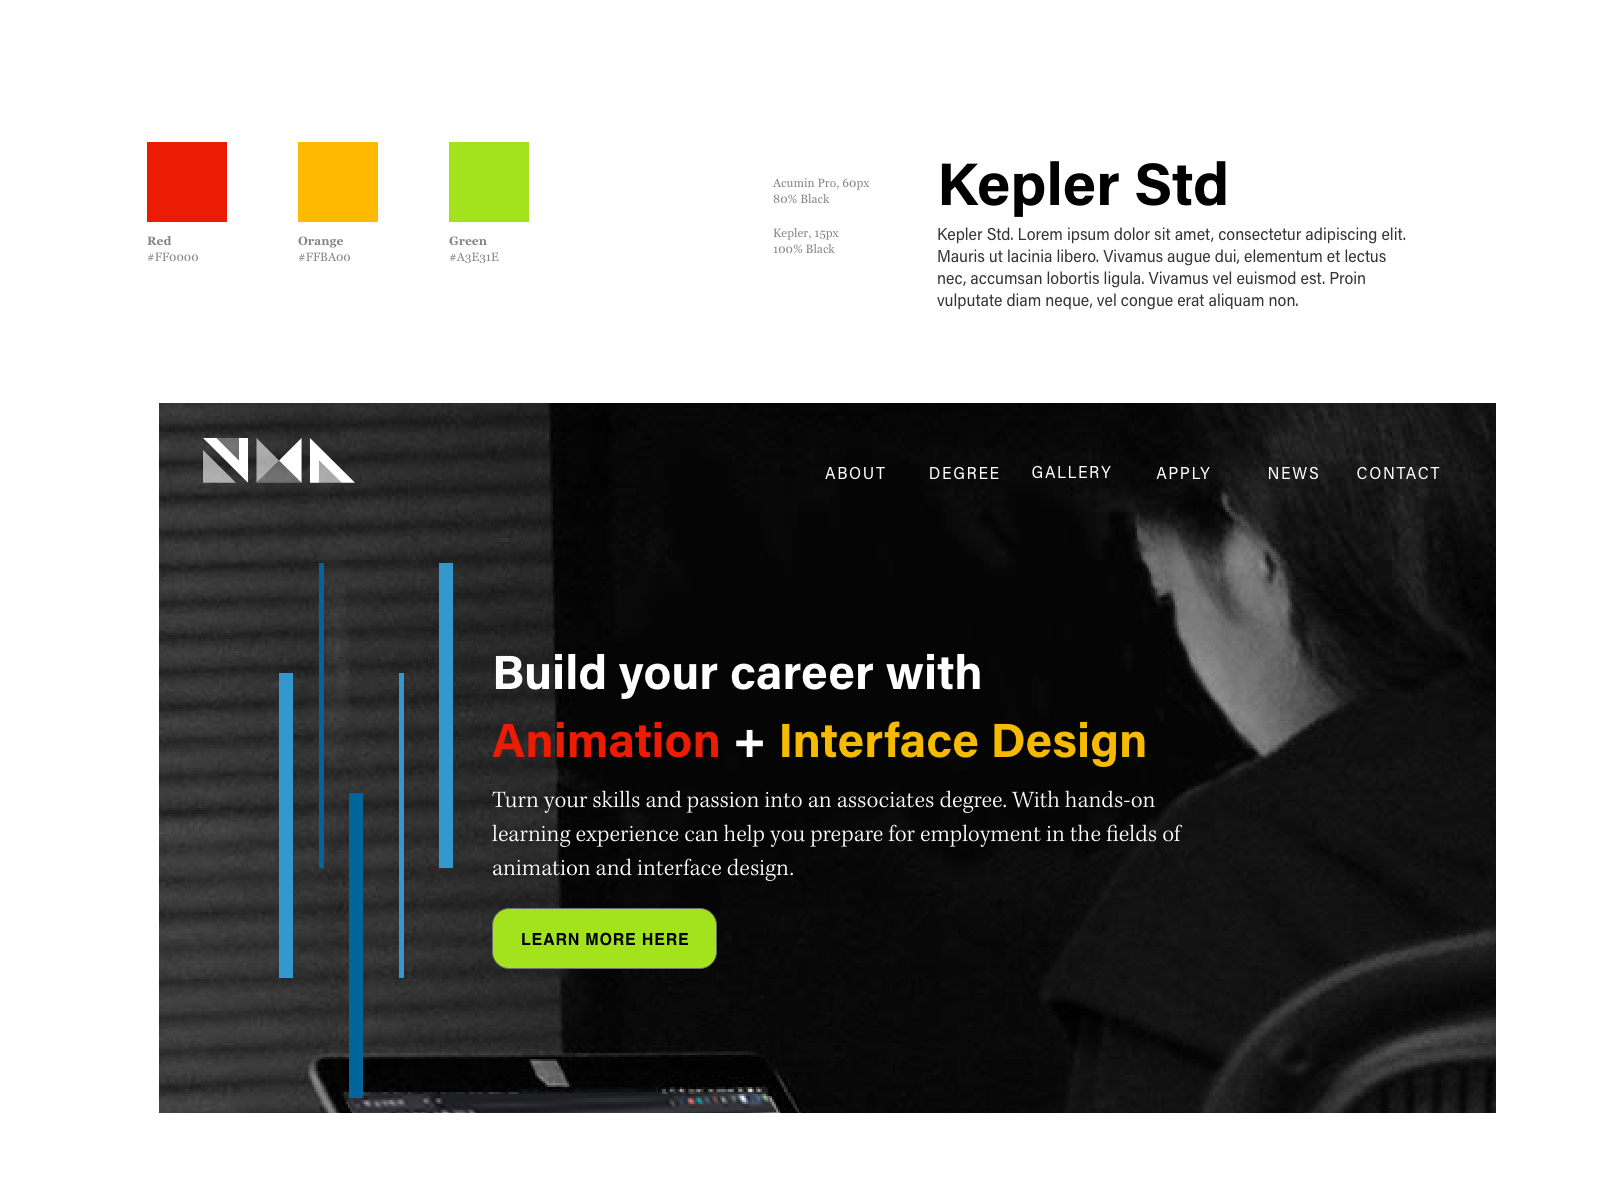 Red
#FF0000
Orange
#FFBA00
Green
#A3E31E
Acumin Pro, 60px
80% Black
Kepler, 15px
100% Black
Kepler Std
Kepler Std. Lorem ipsum dolor sit amet, consectetur adipiscing elit.
Mauris ut lacinia libero. Vivamus augue dui, elementum et lectus
nec, accumsan lobortis ligula. Vivamus vel euismod est. Proin
vulputate diam neque, vel congue erat aliquam non.
NMA
ABOUT DEGREE GALLERY APPLY NEWS CONTACT
Build your career with
Animation + Interface Design
Turn your skills and passion into an associates degree. With hands-on
learning experience can help you prepare for employment in the fields of
animation and interface design.
LEARN MORE HERE